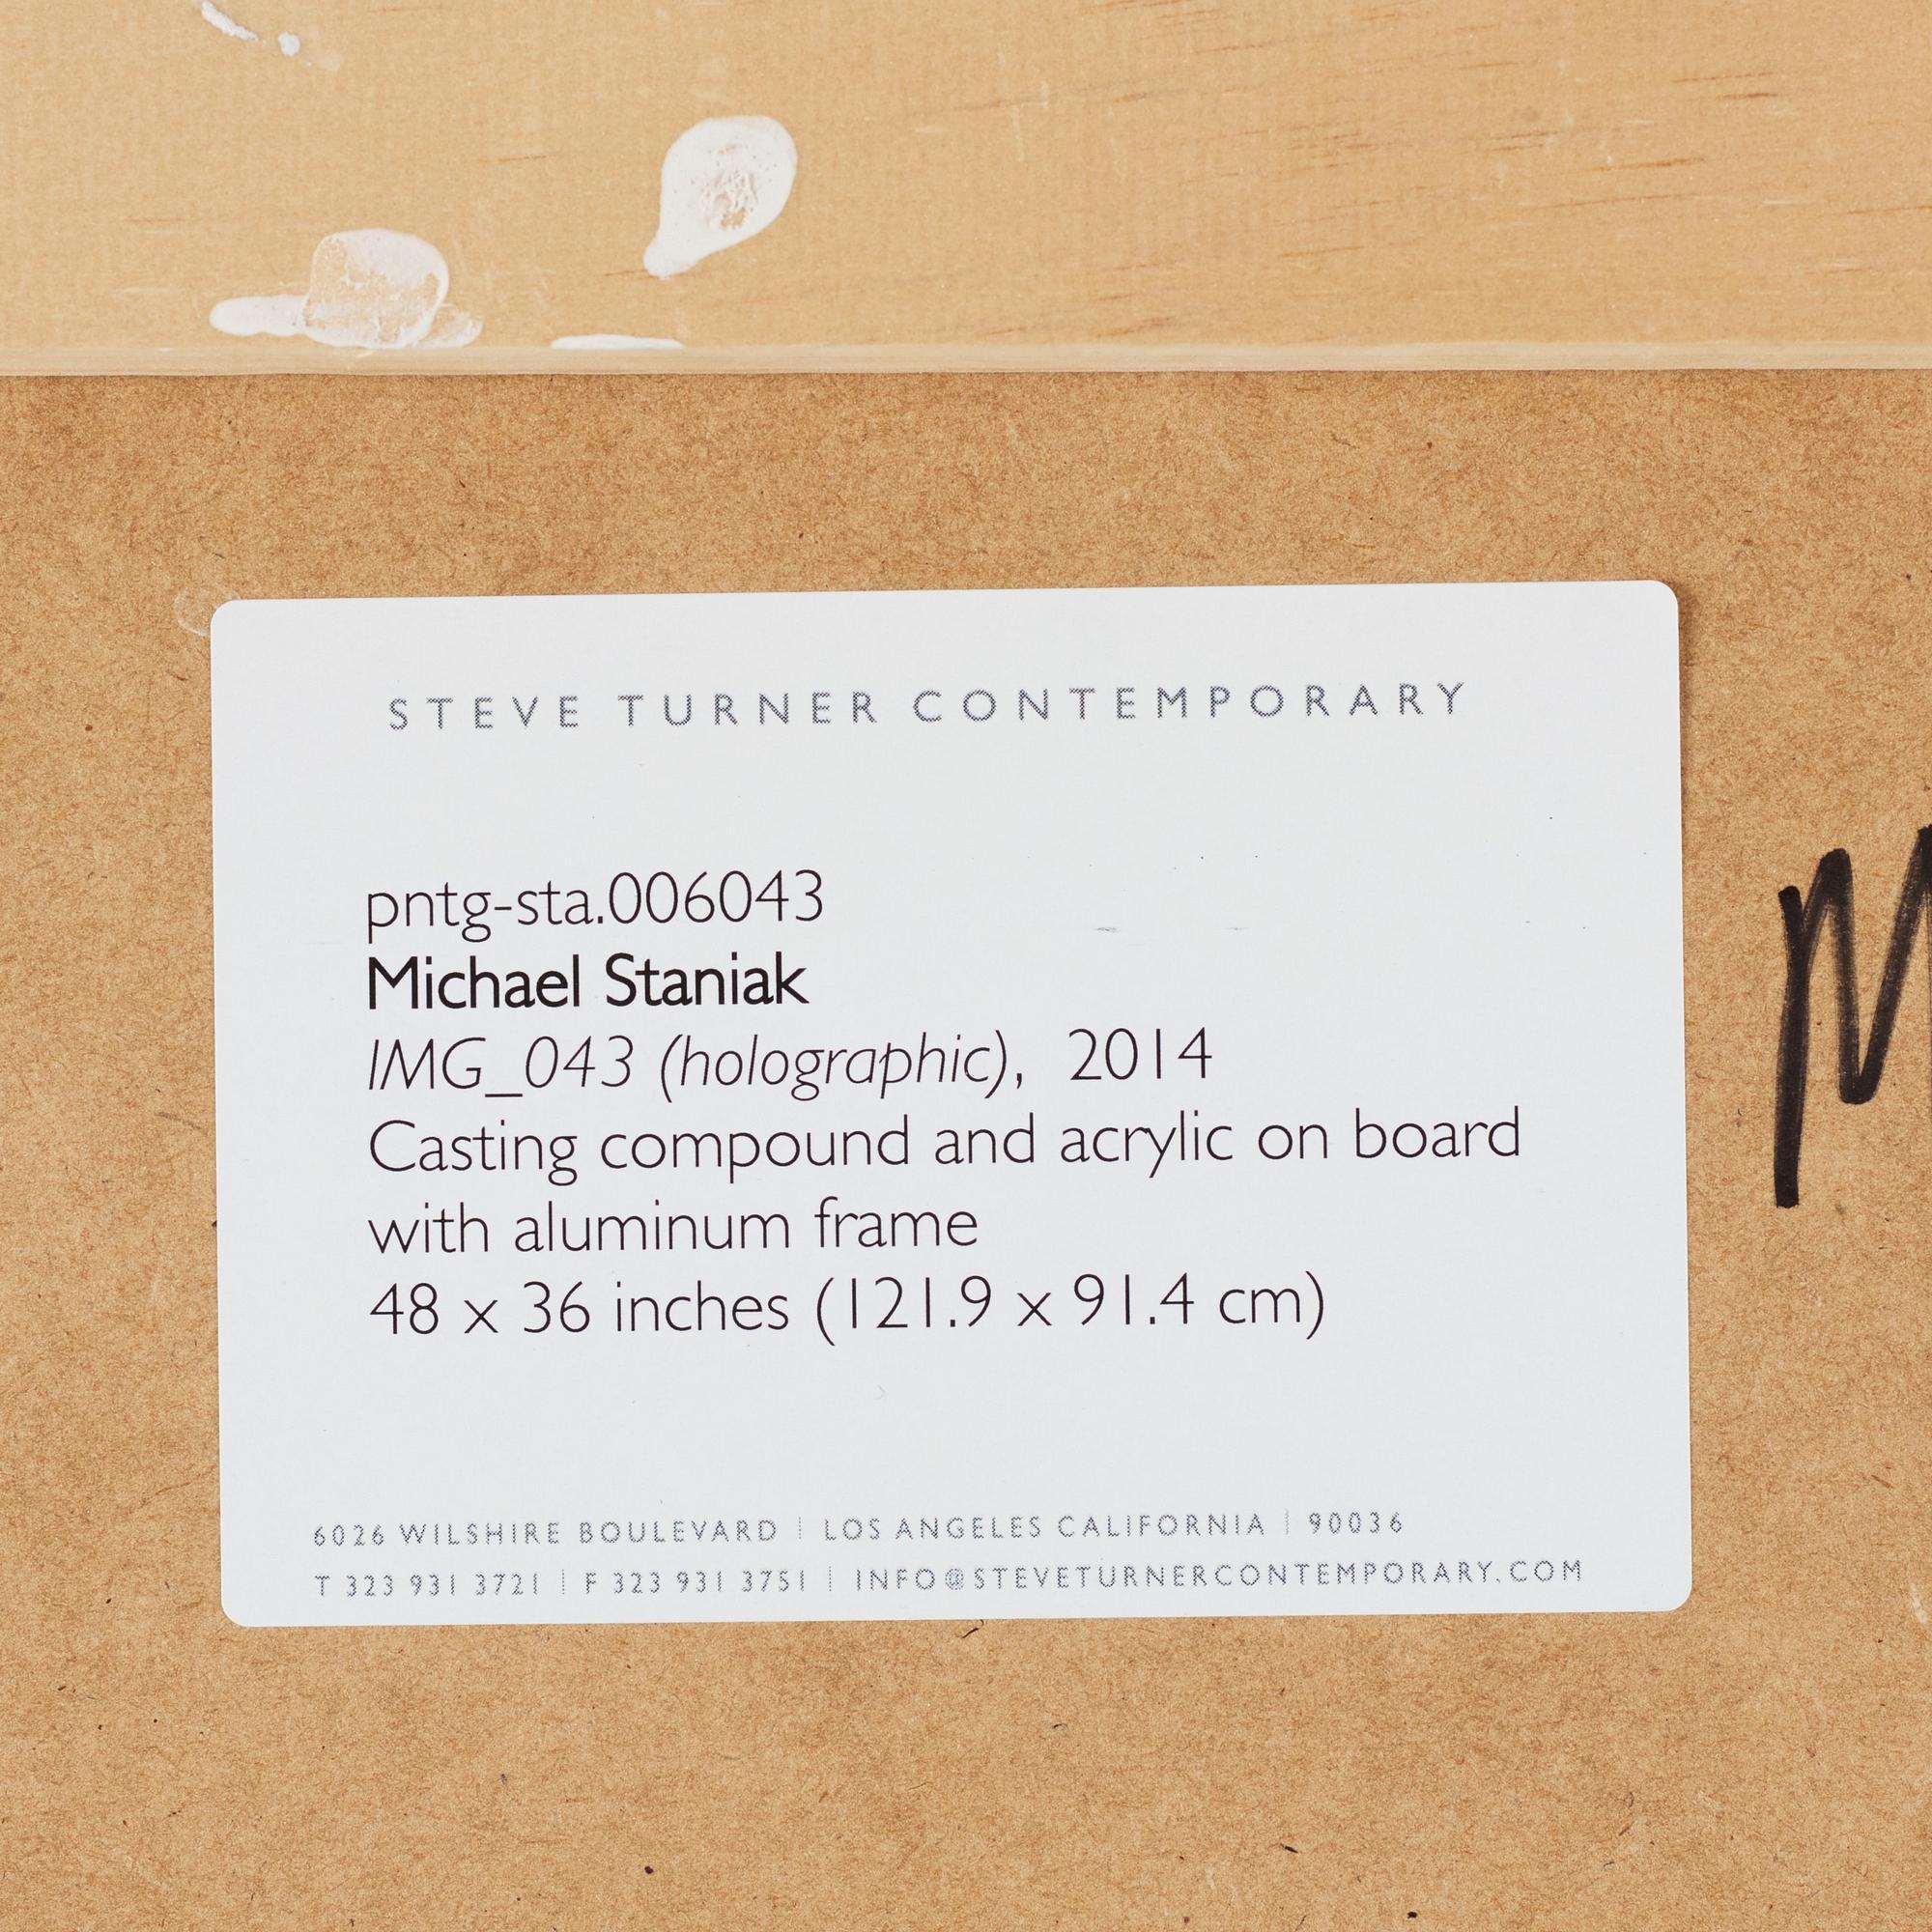 STEVE TURNER CONTEMPORARY
pntg-sta.006043
Michael Staniak
IMG_043 (holographic), 2014
Casting compound and acrylic on board
with aluminum frame
48 x 36 inches (121.9 x 91.4 cm)
6026 WILSHIRE BOULEVARD | LOS ANGELES CALIFORNIA | 90036
T 323 931 3721 | F 323 931 3751 | INFO@STEVETURNERCONTEMPORARY.COM